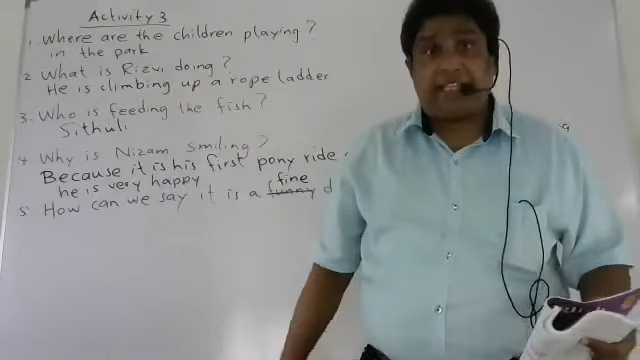 Activity 3
1. Where are the children playing?
in the park
2. What is Rizvi doing?
He is climbing up a rope ladder
3. Who is feeding the fish?
Sithuli
4. Why is Nizam smiling?
Because it is his first pony ride.
he is very happy
fine
5. How can we say it is a funny d